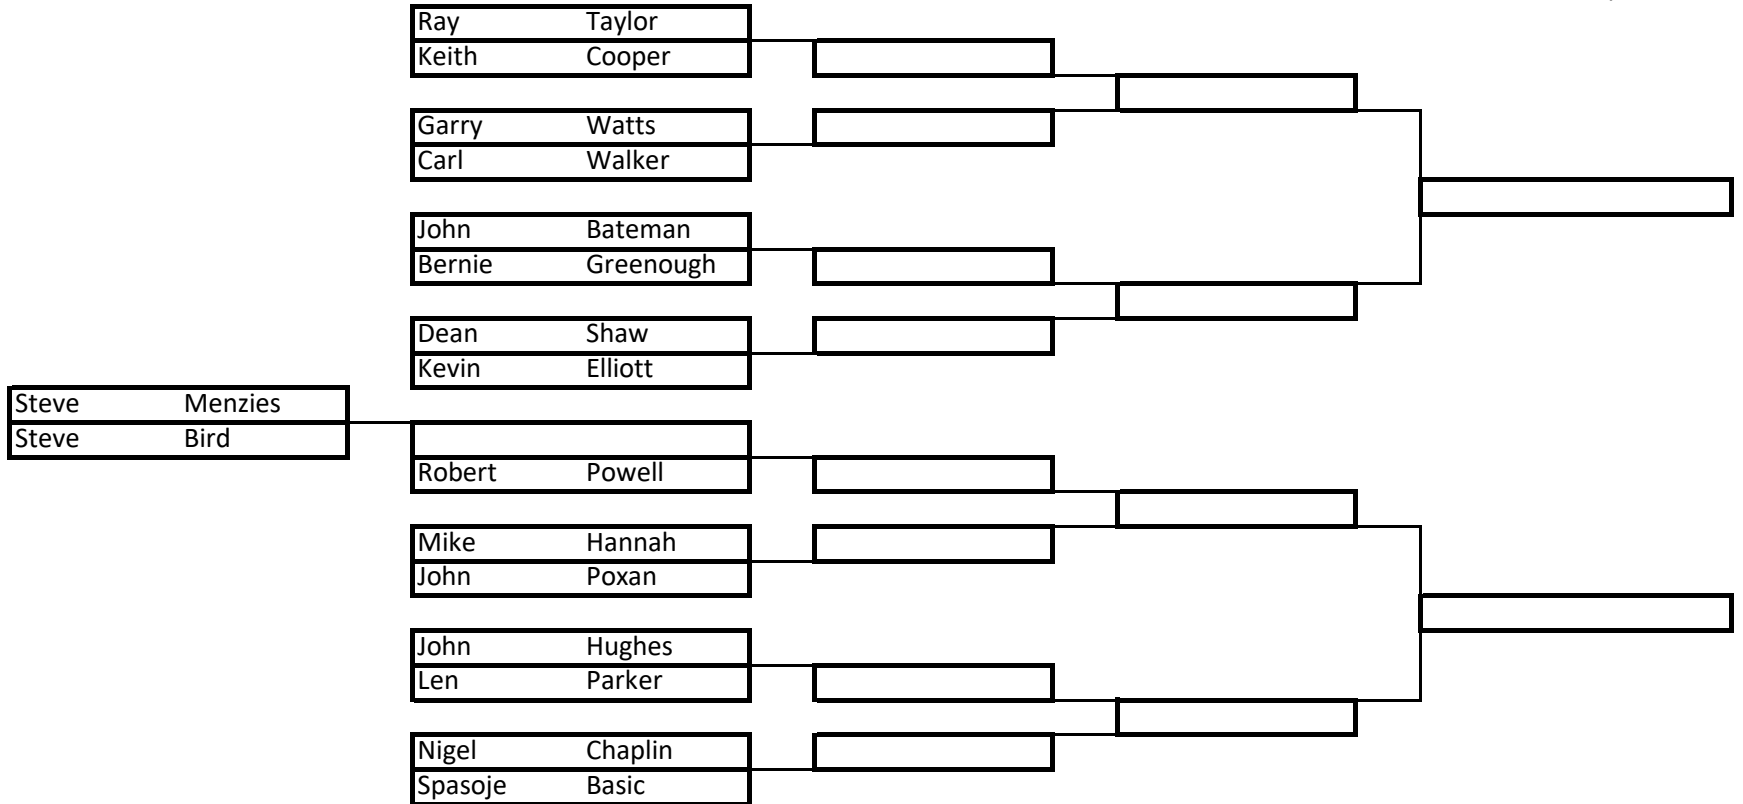 Ray Taylor
Keith Cooper
Garry Watts
Carl Walker
John Bateman
Bernie Greenough
Dean Shaw
Kevin Elliott
Steve Menzies
Steve Bird
Robert Powell
Mike Hannah
John Poxan
John Hughes
Len Parker
Nigel Chaplin
Spasoje Basic